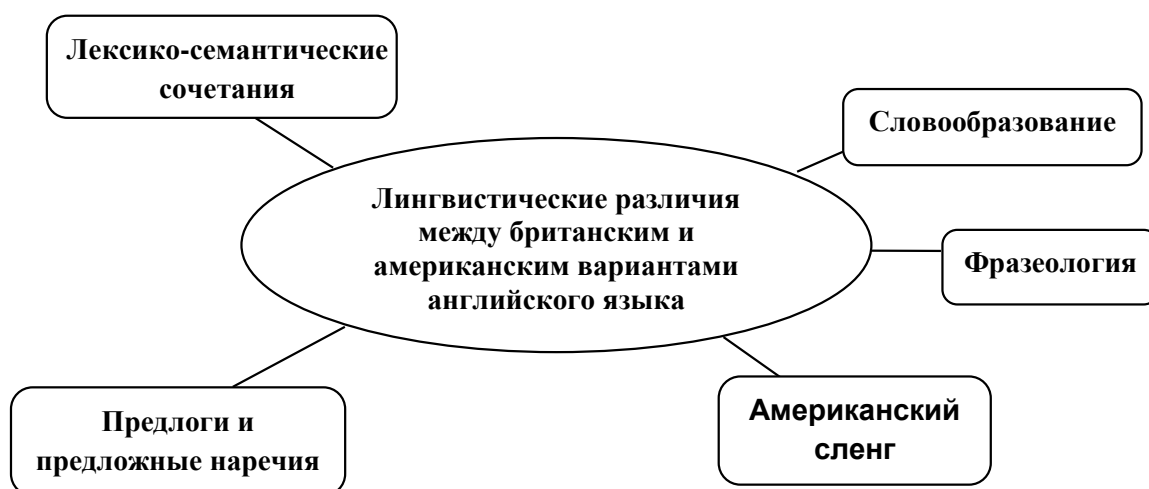 Лексико-семантические
сочетания
Словообразование
Лингвистические различия
между британским и
американским вариантами
английского языка
Фразеология
Предлоги и
предложные наречия
Американский
сленг